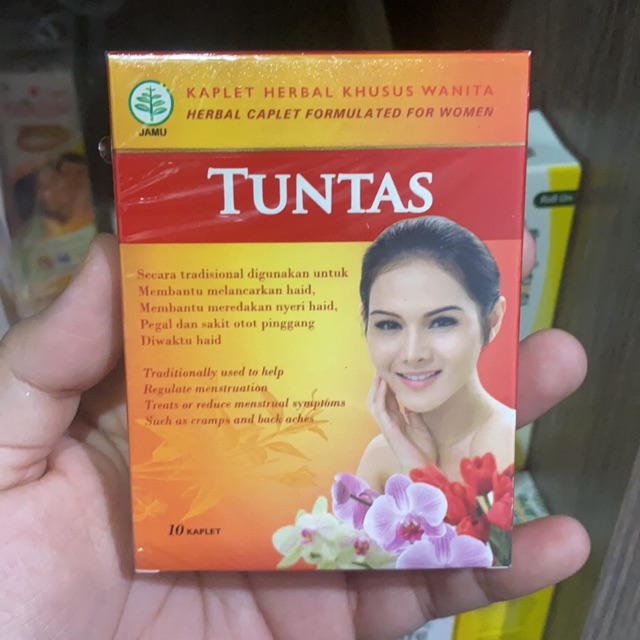 KAPLET HERBAL KHUSUS WANITA
HERBAL CAPLET FORMULATED FOR WOMEN
JAMU
TUNTAS
Secara tradisional digunakan untuk
Membantu melancarkan haid,
Membantu meredakan nyeri haid,
Pegal dan sakit otot pinggang
Diwaktu haid
Traditionally used to help
Regulate menstruation
Treats or reduce menstrual symptoms
Such as cramps and back aches
10 KAPLET
Roll On